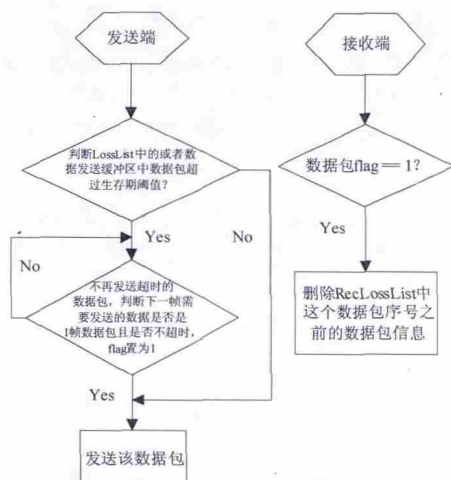 发送端
判断LossList中的或者数
据发送缓冲区中数据包超
过生存期阈值?
Yes
No
No
不再发送超时的
数据包，判断下一帧需
要发送的数据是否是
I帧数据包且是否不超时，
flag置为1
Yes
发送该数据包
接收端
数据包flag== 1?
Yes
删除RecLossList中
这个数据包序号之
前的数据包信息